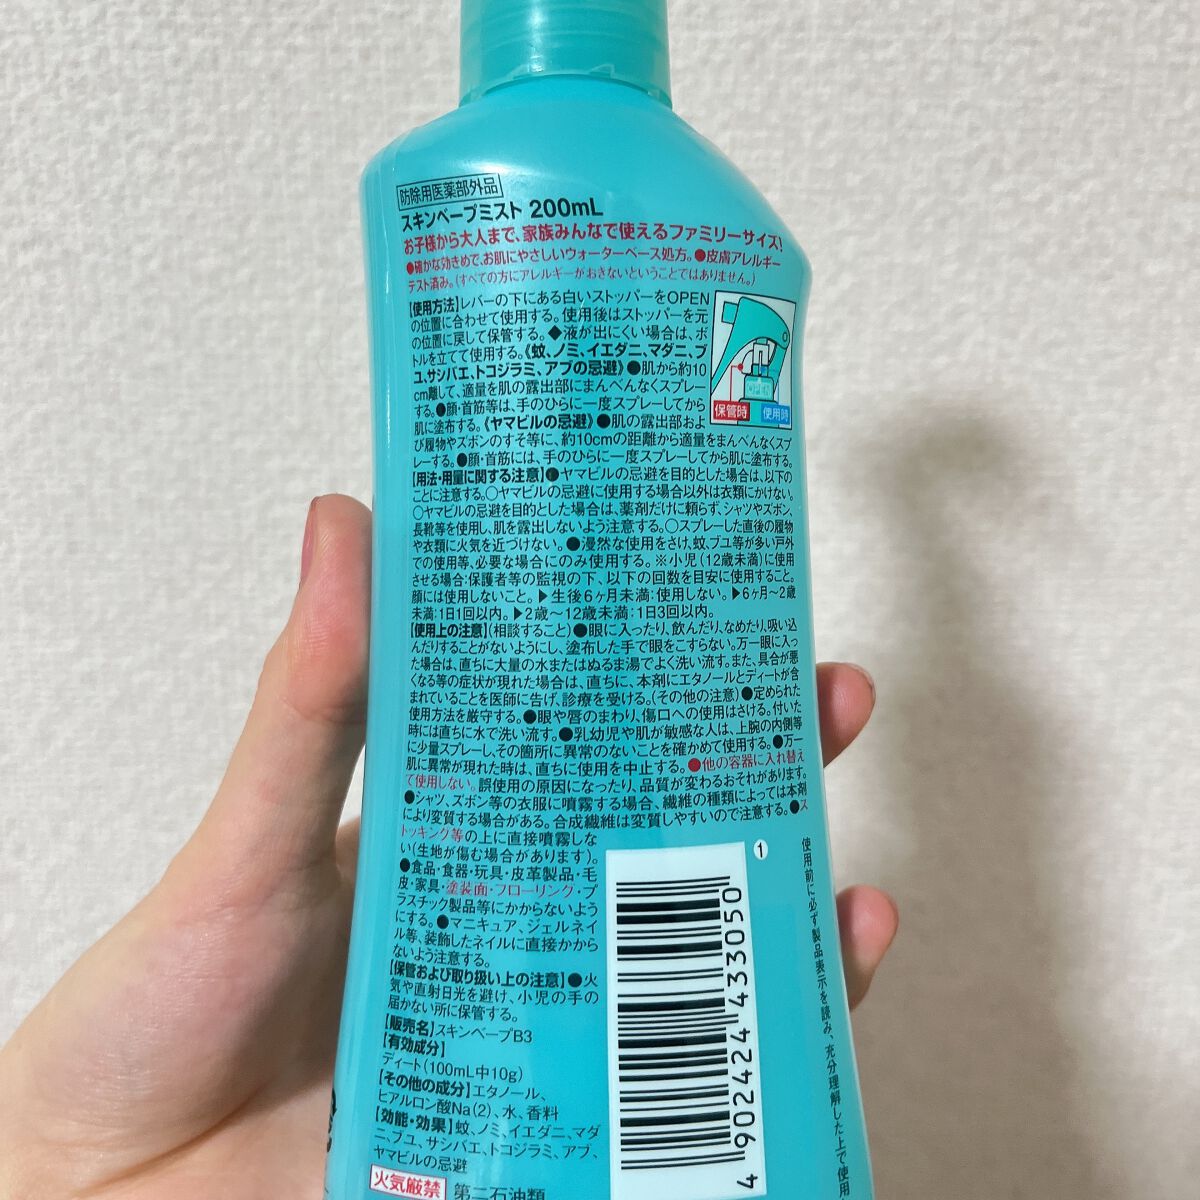 防除用医薬部外品
スキンベープミスト 200mL
お子様から大人まで、家族みんなで使えるファミリーサイズ!
●確かな効きめで、お肌にやさしいウォーターベース処方。●皮膚アレルギー
テスト済み。(すべての方にアレルギーがおきないということではありません。)
【使用方法】レバーの下にある白いストッパーをOPEN
の位置に合わせて使用する。使用後はストッパーを元
の位置に戻して保管する。◆液が出にくい場合は、ボ
トルを立てて使用する。《蚊、ノミ、イエダニ、マダニ、ブ
ユ、サシバエ、トコジラミ、アブの忌避》●肌から約10
cm離して、適量を肌の露出部にまんべんなくスプレー
する。●顔・首筋等は、手のひらに一度スプレーしてから
肌に塗布する。《ヤマビルの忌避》●肌の露出部およ
び履物やズボンのすそ等に、約10cmの距離から適量をまんべんなくスプ
レーする。●顔・首筋には、手のひらに一度スプレーしてから肌に塗布する。
【用法・用量に関する注意】●ヤマビルの忌避を目的とした場合は、以下の
ことに注意する。○ヤマビルの忌避に使用する場合以外は衣類にかけない。
○ヤマビルの忌避を目的とした場合は、薬剤だけに頼らず、シャツやズボン、
長靴等を使用し、肌を露出しないよう注意する。○スプレーした直後の履物
や衣類に火気を近づけない。●漫然な使用をさけ、蚊、ブユ等が多い戸外
での使用等、必要な場合にのみ使用する。※小児(12歳未満)に使用
させる場合:保護者等の監視の下、以下の回数を目安に使用すること。
顔には使用しないこと。▶生後6ヶ月未満:使用しない。▶6ヶ月~2歳
未満:1日1回以内。▶2歳~12歳未満:1日3回以内。
【使用上の注意】(相談すること)●眼に入ったり、飲んだり、なめたり、吸い込
んだりすることがないようにし、塗布した手で眼をこすらない。万一眼に入っ
た場合は、直ちに大量の水またはぬるま湯でよく洗い流す。また、具合が悪
くなる等の症状が現れた場合は、直ちに、本剤にエタノールとディートが含
まれていることを医師に告げ、診療を受ける。(その他の注意)●定められた
使用方法を厳守する。●眼や唇のまわり、傷口への使用はさける。付いた
時には直ちに水で洗い流す。●乳幼児や肌が敏感な人は、上腕の内側等
に少量スプレーし、その箇所に異常のないことを確かめて使用する。●万一
肌に異常が現れた時は、直ちに使用を中止する。●他の容器に入れ替え
て使用しない。誤使用の原因になったり、品質が変わるおそれがあります。
●シャツ、ズボン等の衣服に噴霧する場合、繊維の種類によっては本剤
により変質する場合がある。合成繊維は変質しやすいので注意する。●ス
トッキング等の上に直接噴霧しな
い(生地が傷む場合があります)。
●食品・食器・玩具・皮革製品・毛
皮・家具・塗装面・フローリング・プ
ラスチック製品等にかからないよう
にする。●マニキュア、ジェルネイ
ル等、装飾したネイルに直接かから
ないよう注意する。
【保管および取り扱い上の注意】●火
気や直射日光を避け、小児の手の
届かない所に保管する。
【販売名】スキンベープB3
【有効成分】
ディート(100mL中10g)
【その他の成分】エタノール、
ヒアルロン酸Na(2)、水、香料
【効能・効果】蚊、ノミ、イエダニ、マダ
ニ、ブユ、サシバエ、トコジラミ、アブ、
ヤマビルの忌避
火気厳禁 第二石油類
OPEN
保管時 使用時
1
4902424433050
使用前に必ず製品表示を読み、充分理解した上で使用